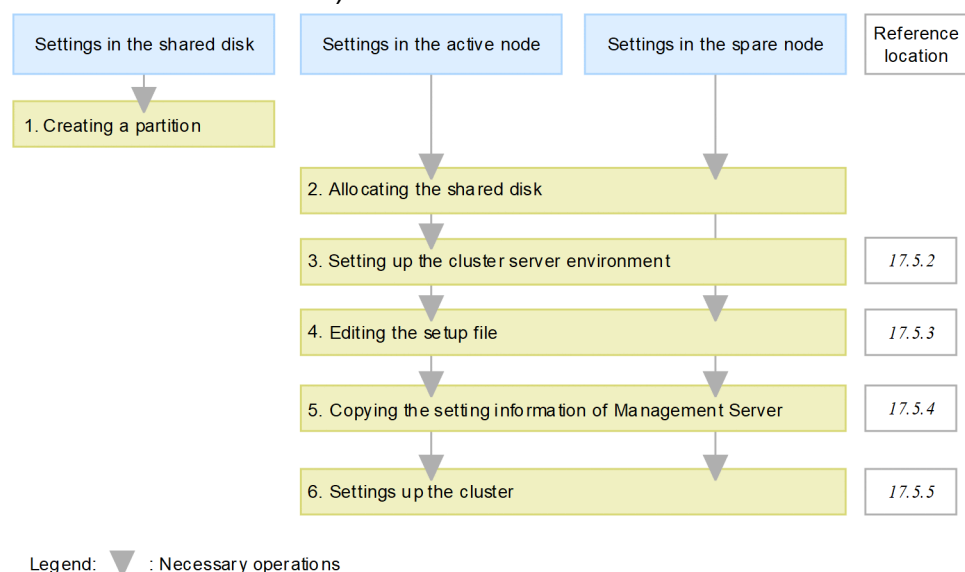 Settings in the shared disk
Settings in the active node
Settings in the spare node
Reference
location
1. Creating a partition
2. Allocating the shared disk
3. Setting up the cluster server environment
17.5.2
4. Editing the setup file
17.5.3
5. Copying the setting information of Management Server
17.5.4
6. Settings up the cluster
17.5.5
Legend: : Necessary operations